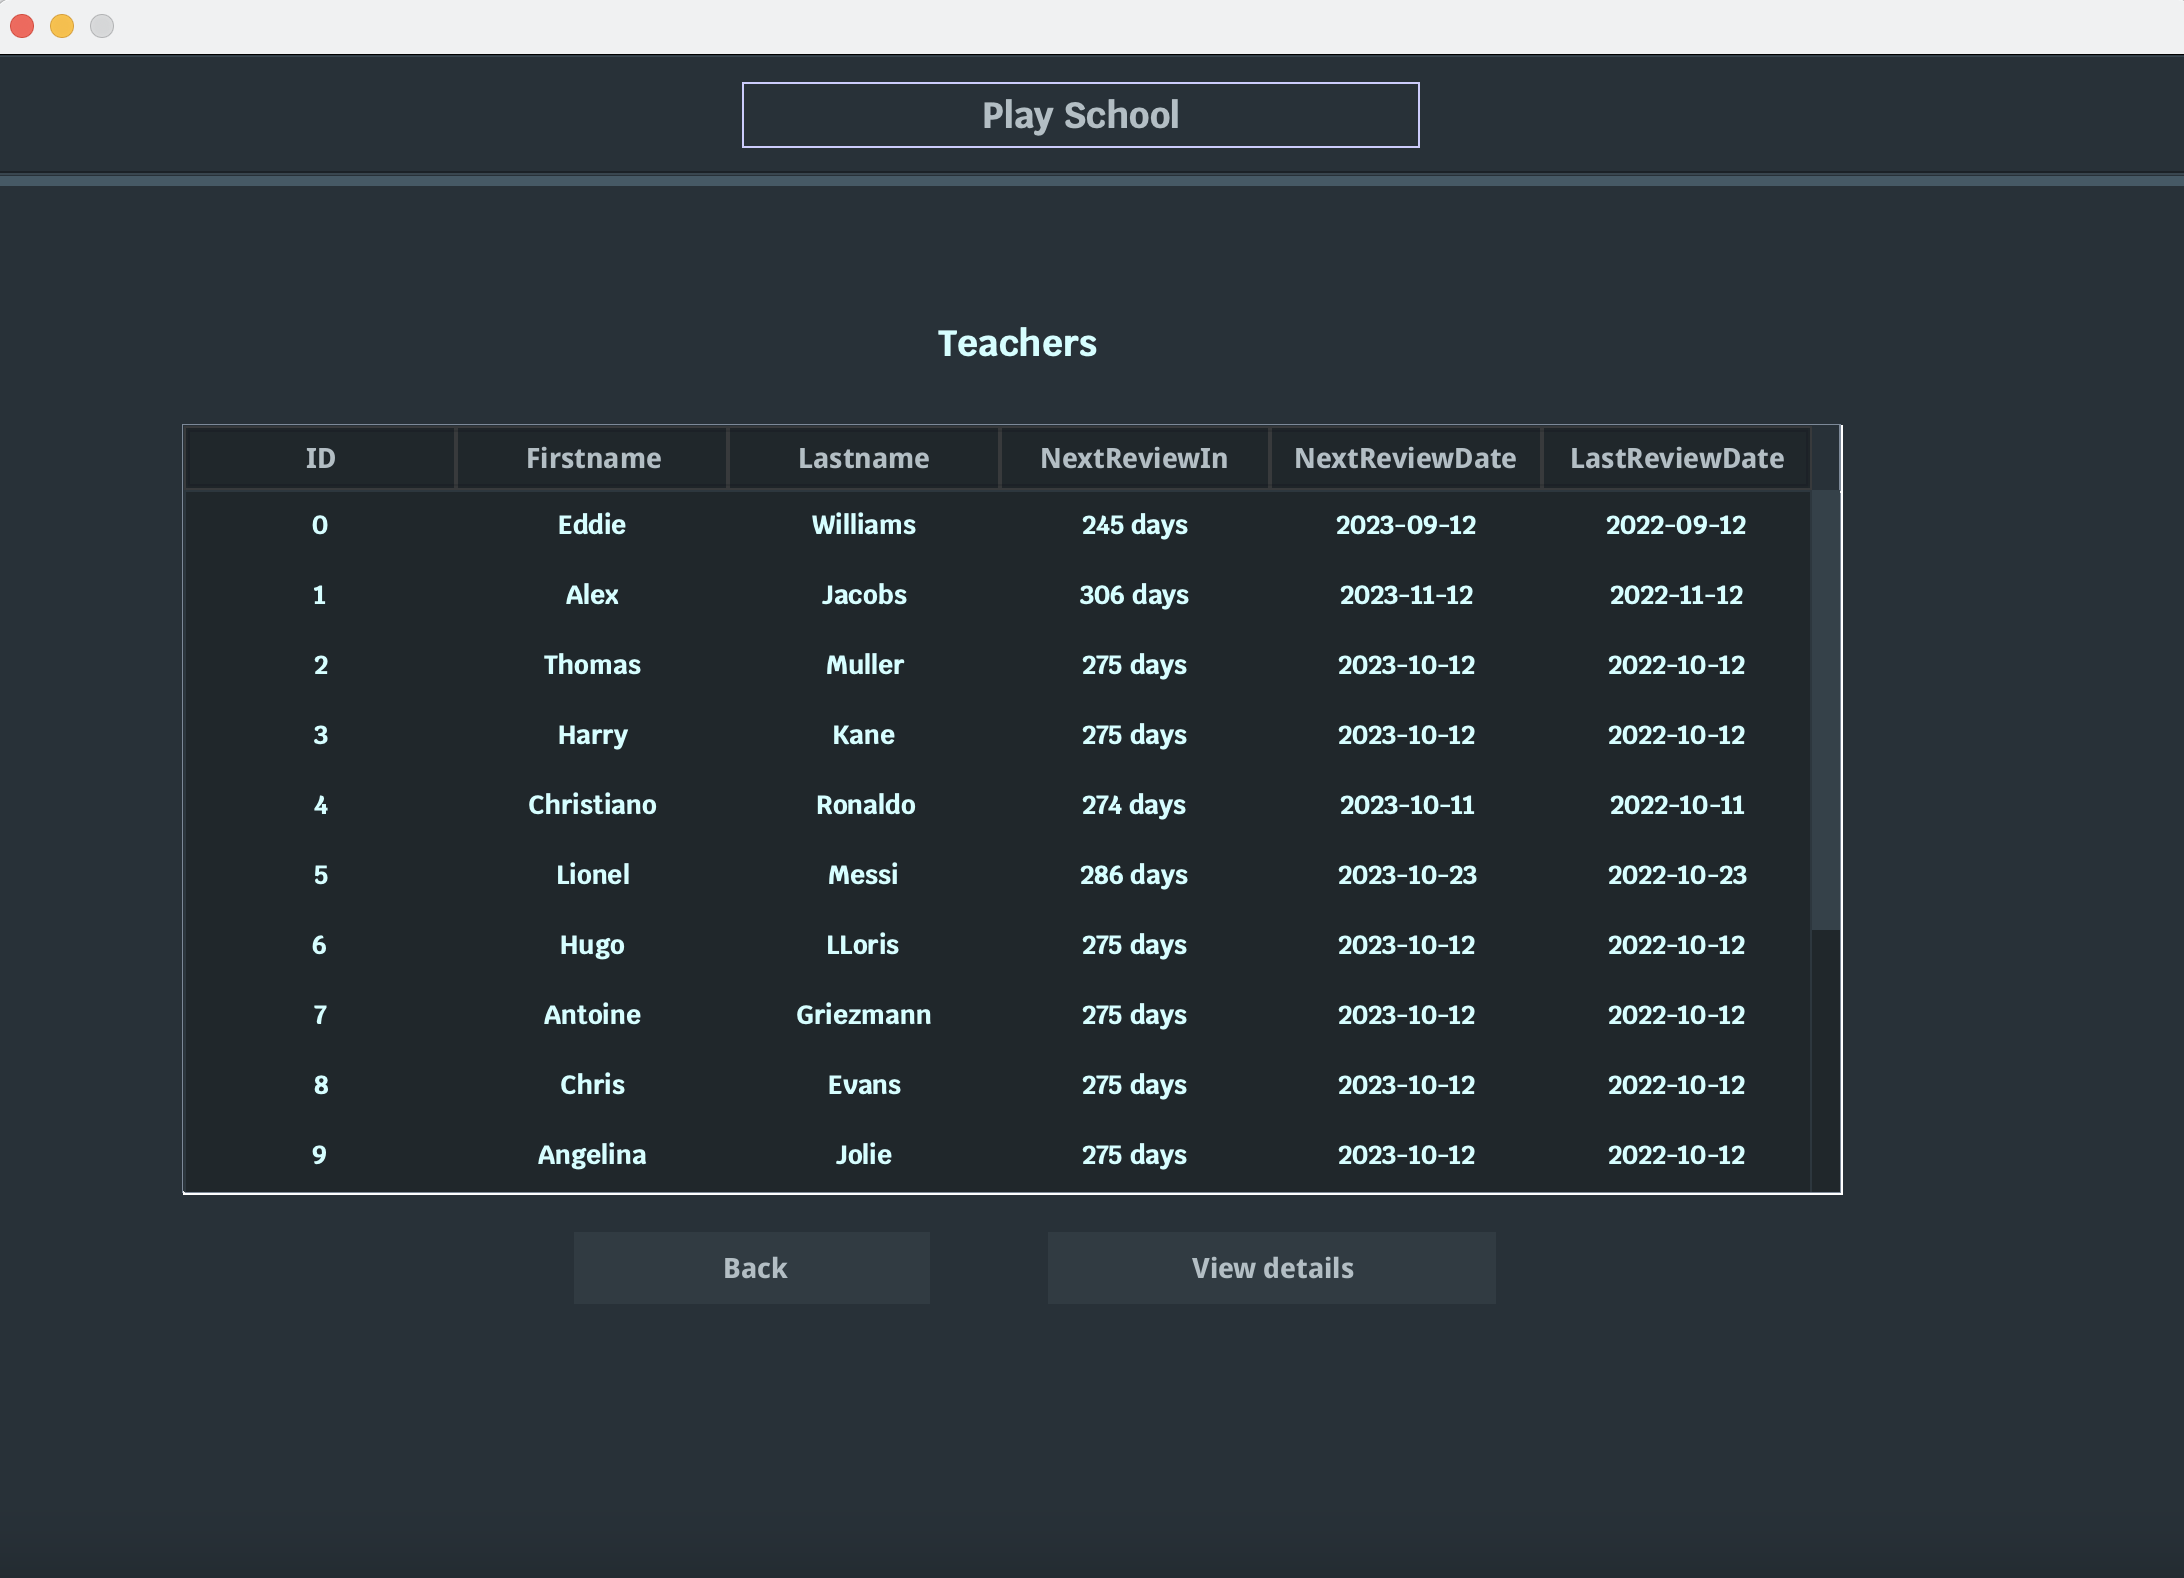 Play School
Teachers
ID Firstname Lastname NextReviewIn NextReviewDate LastReviewDate
0 Eddie Williams 245 days 2023-09-12 2022-09-12
1 Alex Jacobs 306 days 2023-11-12 2022-11-12
2 Thomas Muller 275 days 2023-10-12 2022-10-12
3 Harry Kane 275 days 2023-10-12 2022-10-12
4 Christiano Ronaldo 274 days 2023-10-11 2022-10-11
5 Lionel Messi 286 days 2023-10-23 2022-10-23
6 Hugo LLoris 275 days 2023-10-12 2022-10-12
7 Antoine Griezmann 275 days 2023-10-12 2022-10-12
8 Chris Evans 275 days 2023-10-12 2022-10-12
9 Angelina Jolie 275 days 2023-10-12 2022-10-12
Back View details